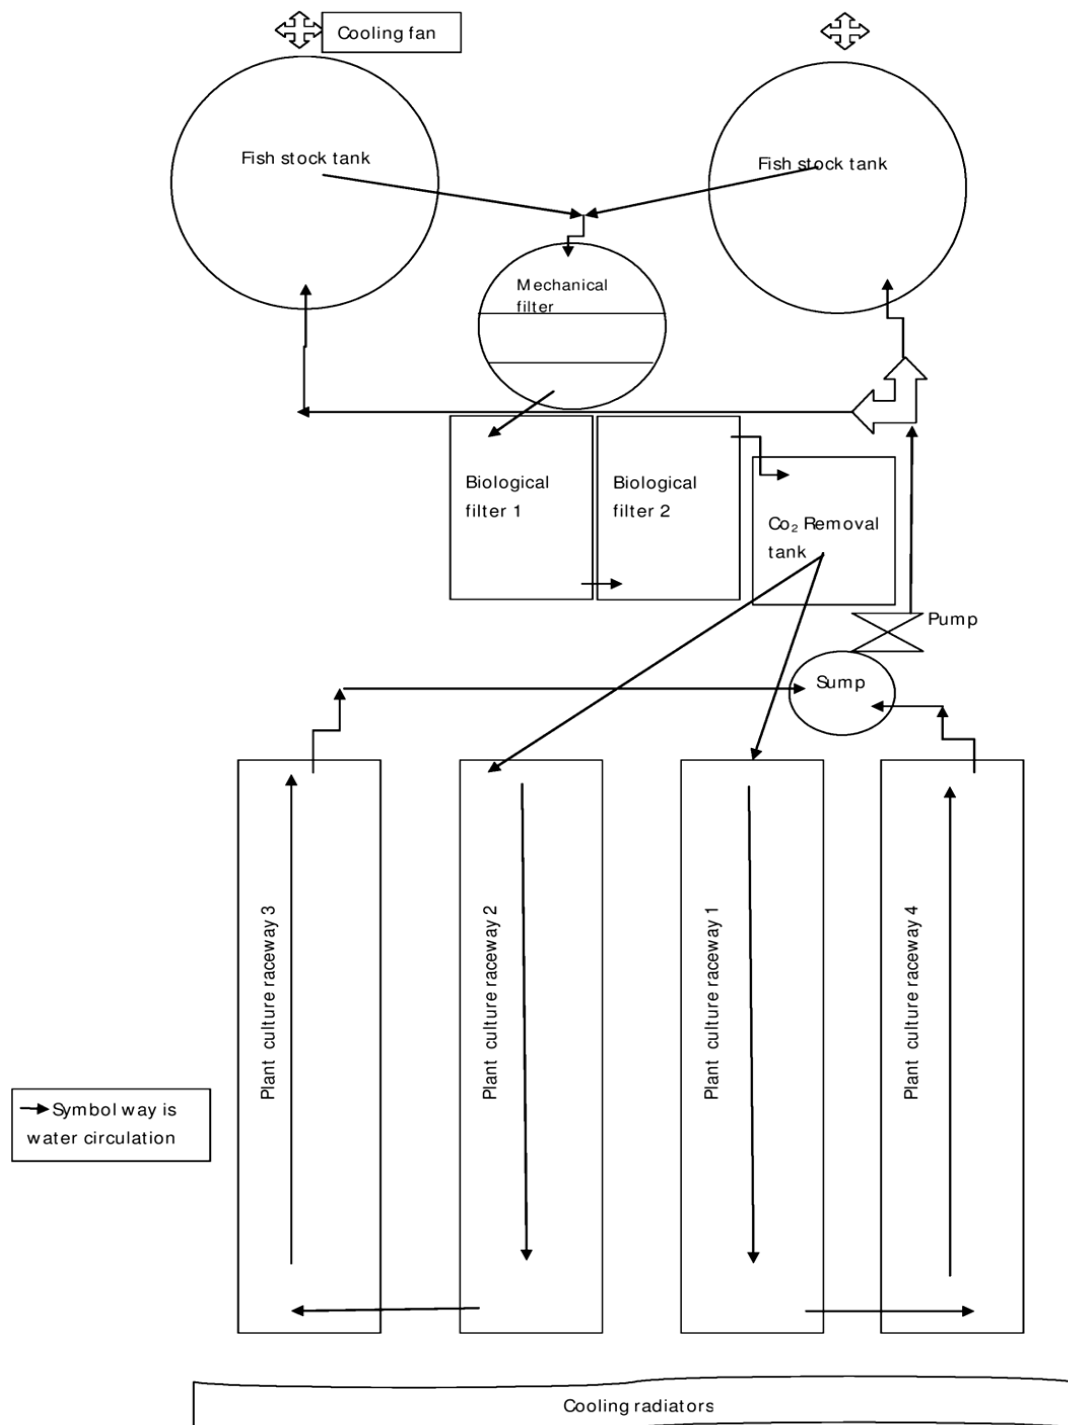 Cooling fan
Fish stock tank
Fish stock tank
Mechanical
filter
Biological
filter 1
Biological
filter 2
Co₂ Removal
tank
Pump
Sump
Plant culture raceway 3
Plant culture raceway 2
Plant culture raceway 1
Plant culture raceway 4
Symbol way is
water circulation
Cooling radiators